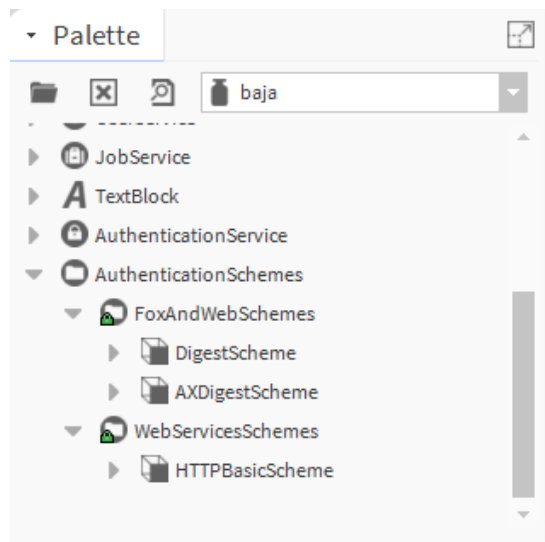 Palette
baja
JobService
TextBlock
AuthenticationService
AuthenticationSchemes
FoxAndWebSchemes
DigestScheme
AXDigestScheme
WebServicesSchemes
HTTPBasicScheme